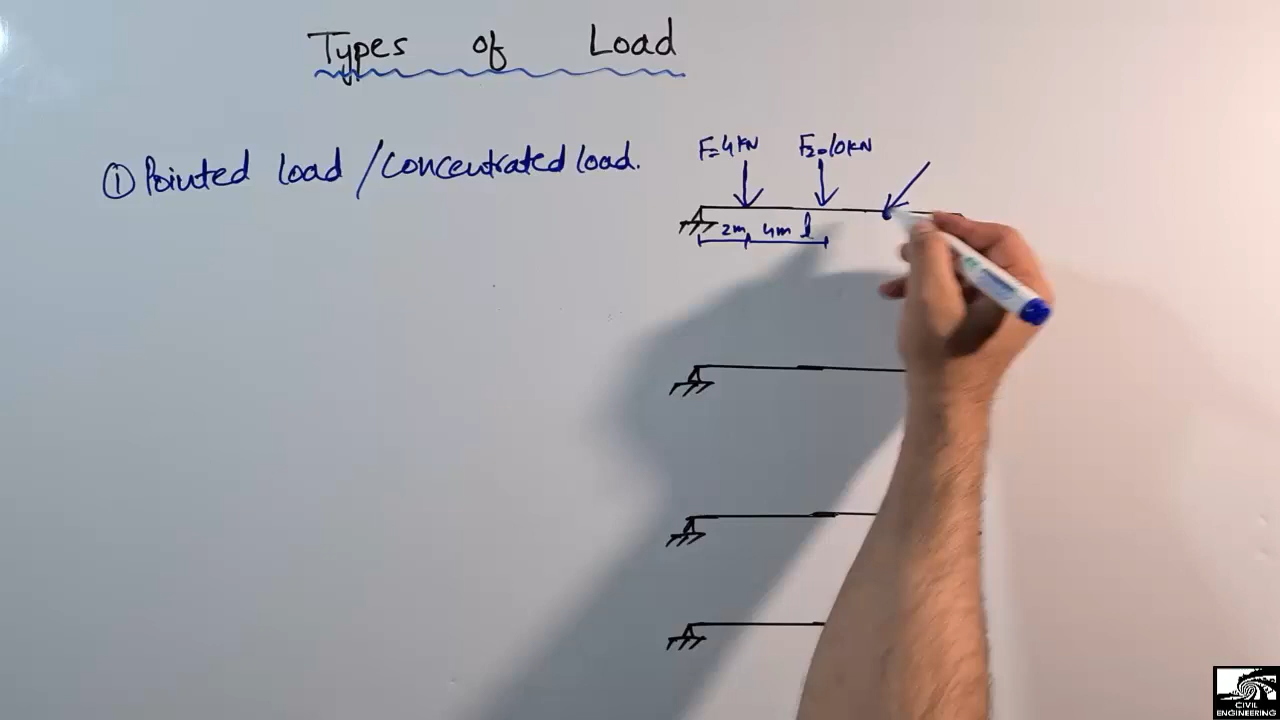 Types of Load
① Pointed load / Concentrated load.
F=4KN F2=10KN
2m 4m l
CIVIL
ENGINEERING